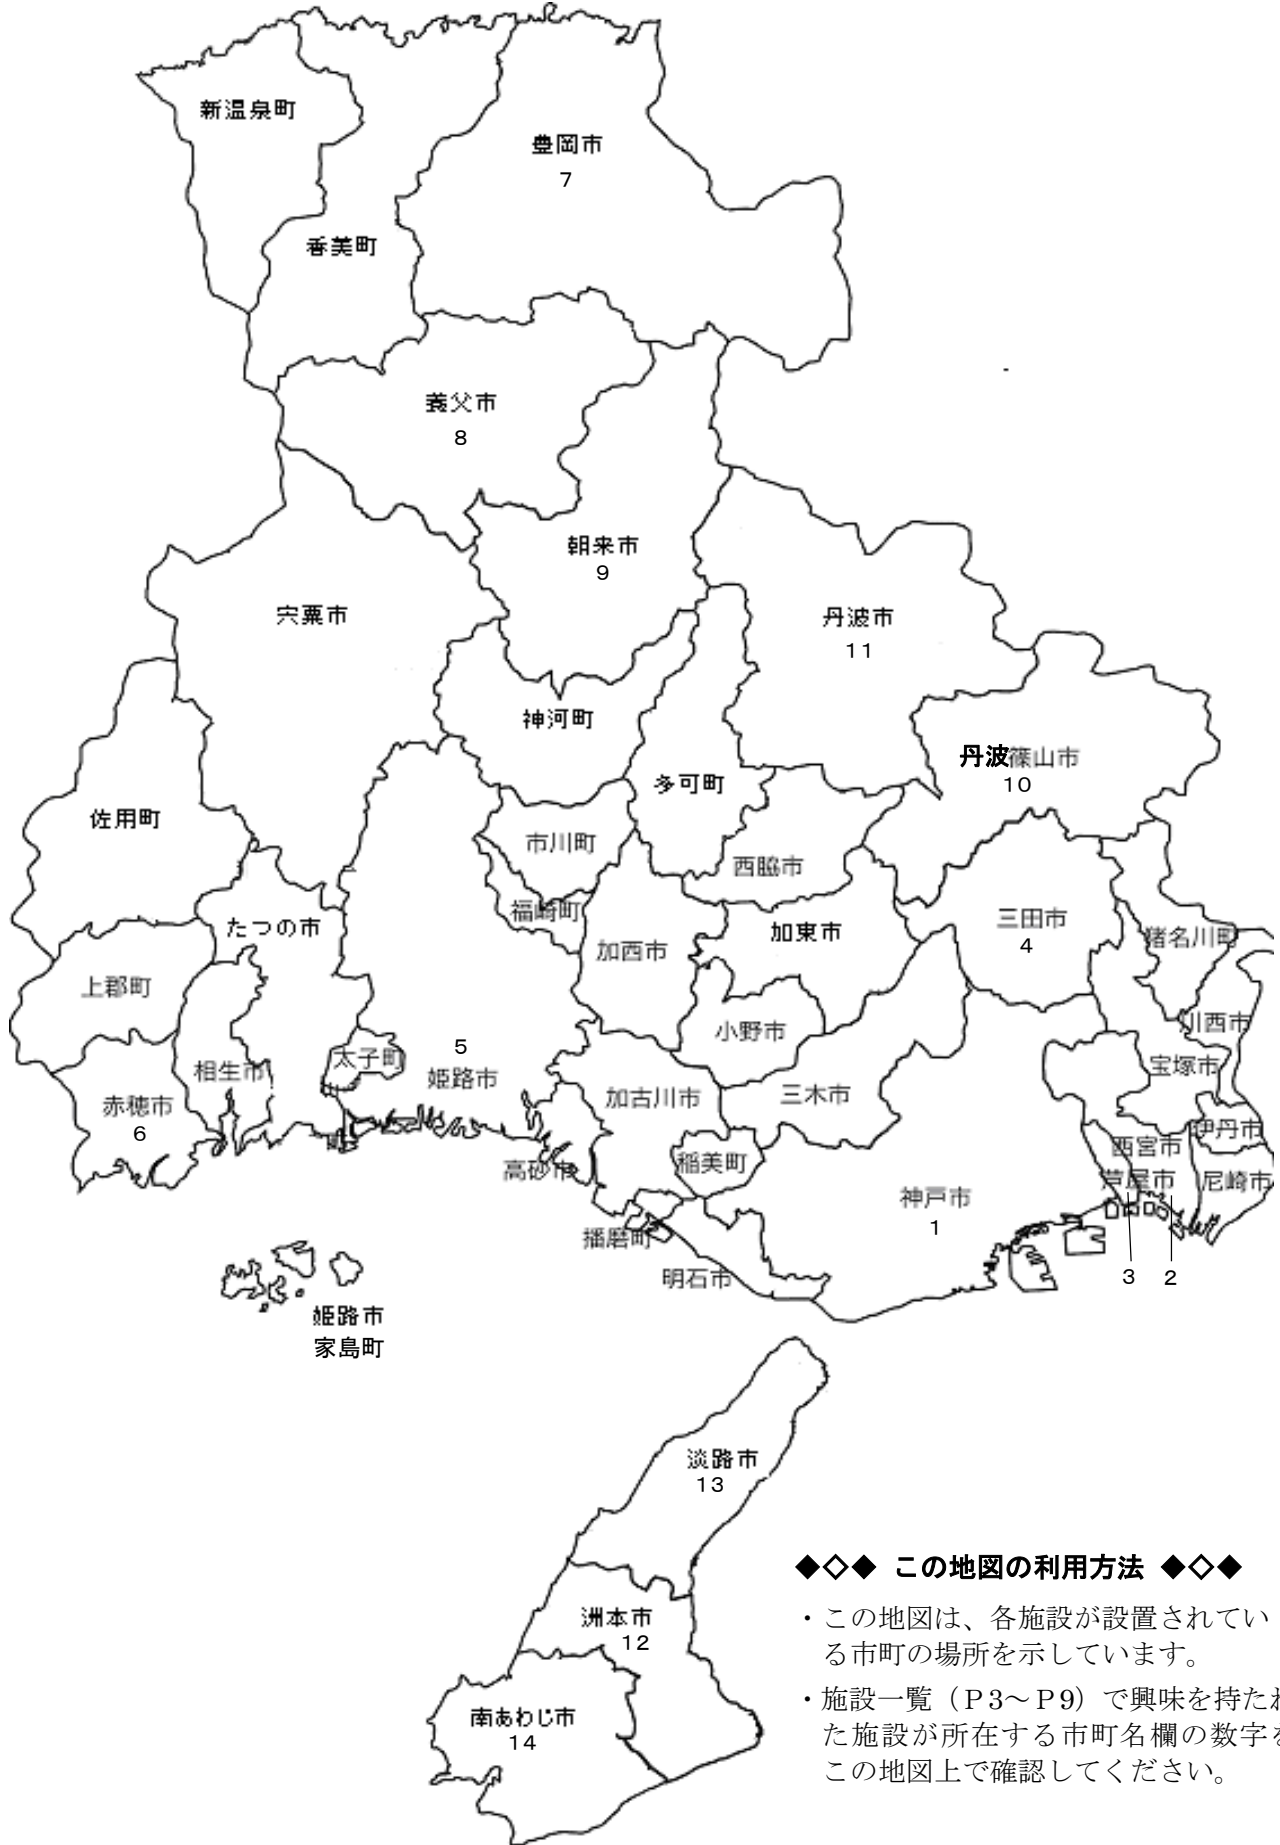 新温泉町
豊岡市
7
香美町
養父市
8
朝来市
9
宍粟市
丹波市
11
神河町
丹波篠山市
10
多可町
佐用町
市川町
西脇市
福崎町
たつの市
加西市
加東市
三田市
4
猪名川町
上郡町
小野市
川西市
太子町
5
姫路市
相生市
宝塚市
赤穂市
6
加古川市
三木市
伊丹市
西宮市
稲美町
高砂市
神戸市
1
芦屋市
尼崎市
播磨町
明石市
3
2
姫路市
家島町
淡路市
13
洲本市
12
南あわじ市
14
◆◇◆ この地図の利用方法 ◆◇◆
・この地図は、各施設が設置されてい
る市町の場所を示しています。
・施設一覧（Ｐ3～Ｐ9）で興味を持たれ
た施設が所在する市町名欄の数字を
この地図上で確認してください。